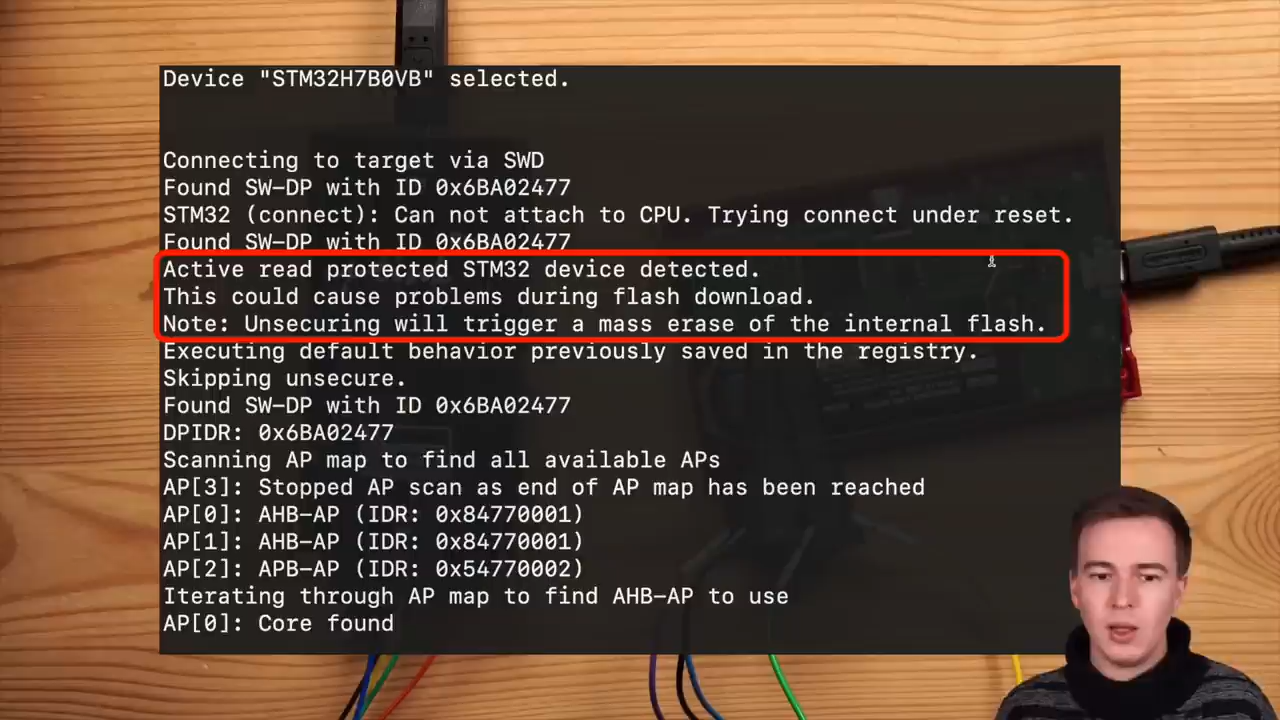 Device "STM32H7B0VB" selected.
Connecting to target via SWD
Found SW-DP with ID 0x6BA02477
STM32 (connect): Can not attach to CPU. Trying connect under reset.
Found SW-DP with ID 0x6BA02477
Active read protected STM32 device detected.
This could cause problems during flash download.
Note: Unsecuring will trigger a mass erase of the internal flash.
Executing default behavior previously saved in the registry.
Skipping unsecure.
Found SW-DP with ID 0x6BA02477
DPIDR: 0x6BA02477
Scanning AP map to find all available APs
AP[3]: Stopped AP scan as end of AP map has been reached
AP[0]: AHB-AP (IDR: 0x84770001)
AP[1]: AHB-AP (IDR: 0x84770001)
AP[2]: APB-AP (IDR: 0x54770002)
Iterating through AP map to find AHB-AP to use
AP[0]: Core found